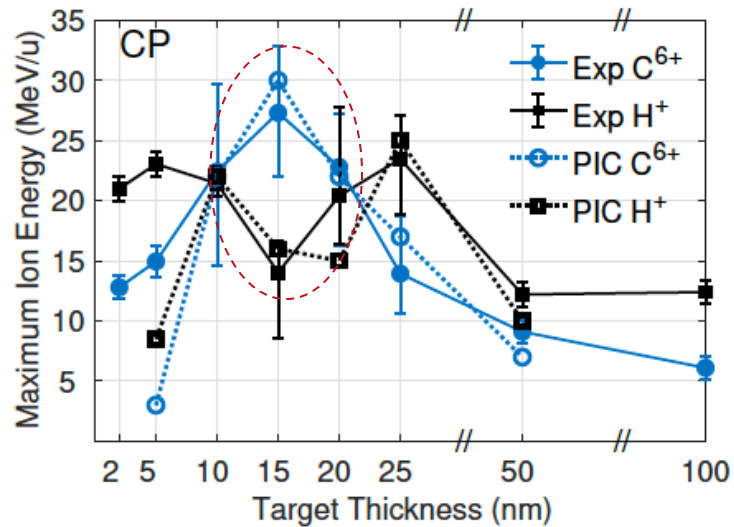 CP
35
30
25
20
15
10
5
Maximum Ion Energy (MeV/u)
Exp C⁶⁺
Exp H⁺
PIC C⁶⁺
PIC H⁺
// //
// //
2 5 10 15 20 25 50 100
Target Thickness (nm)